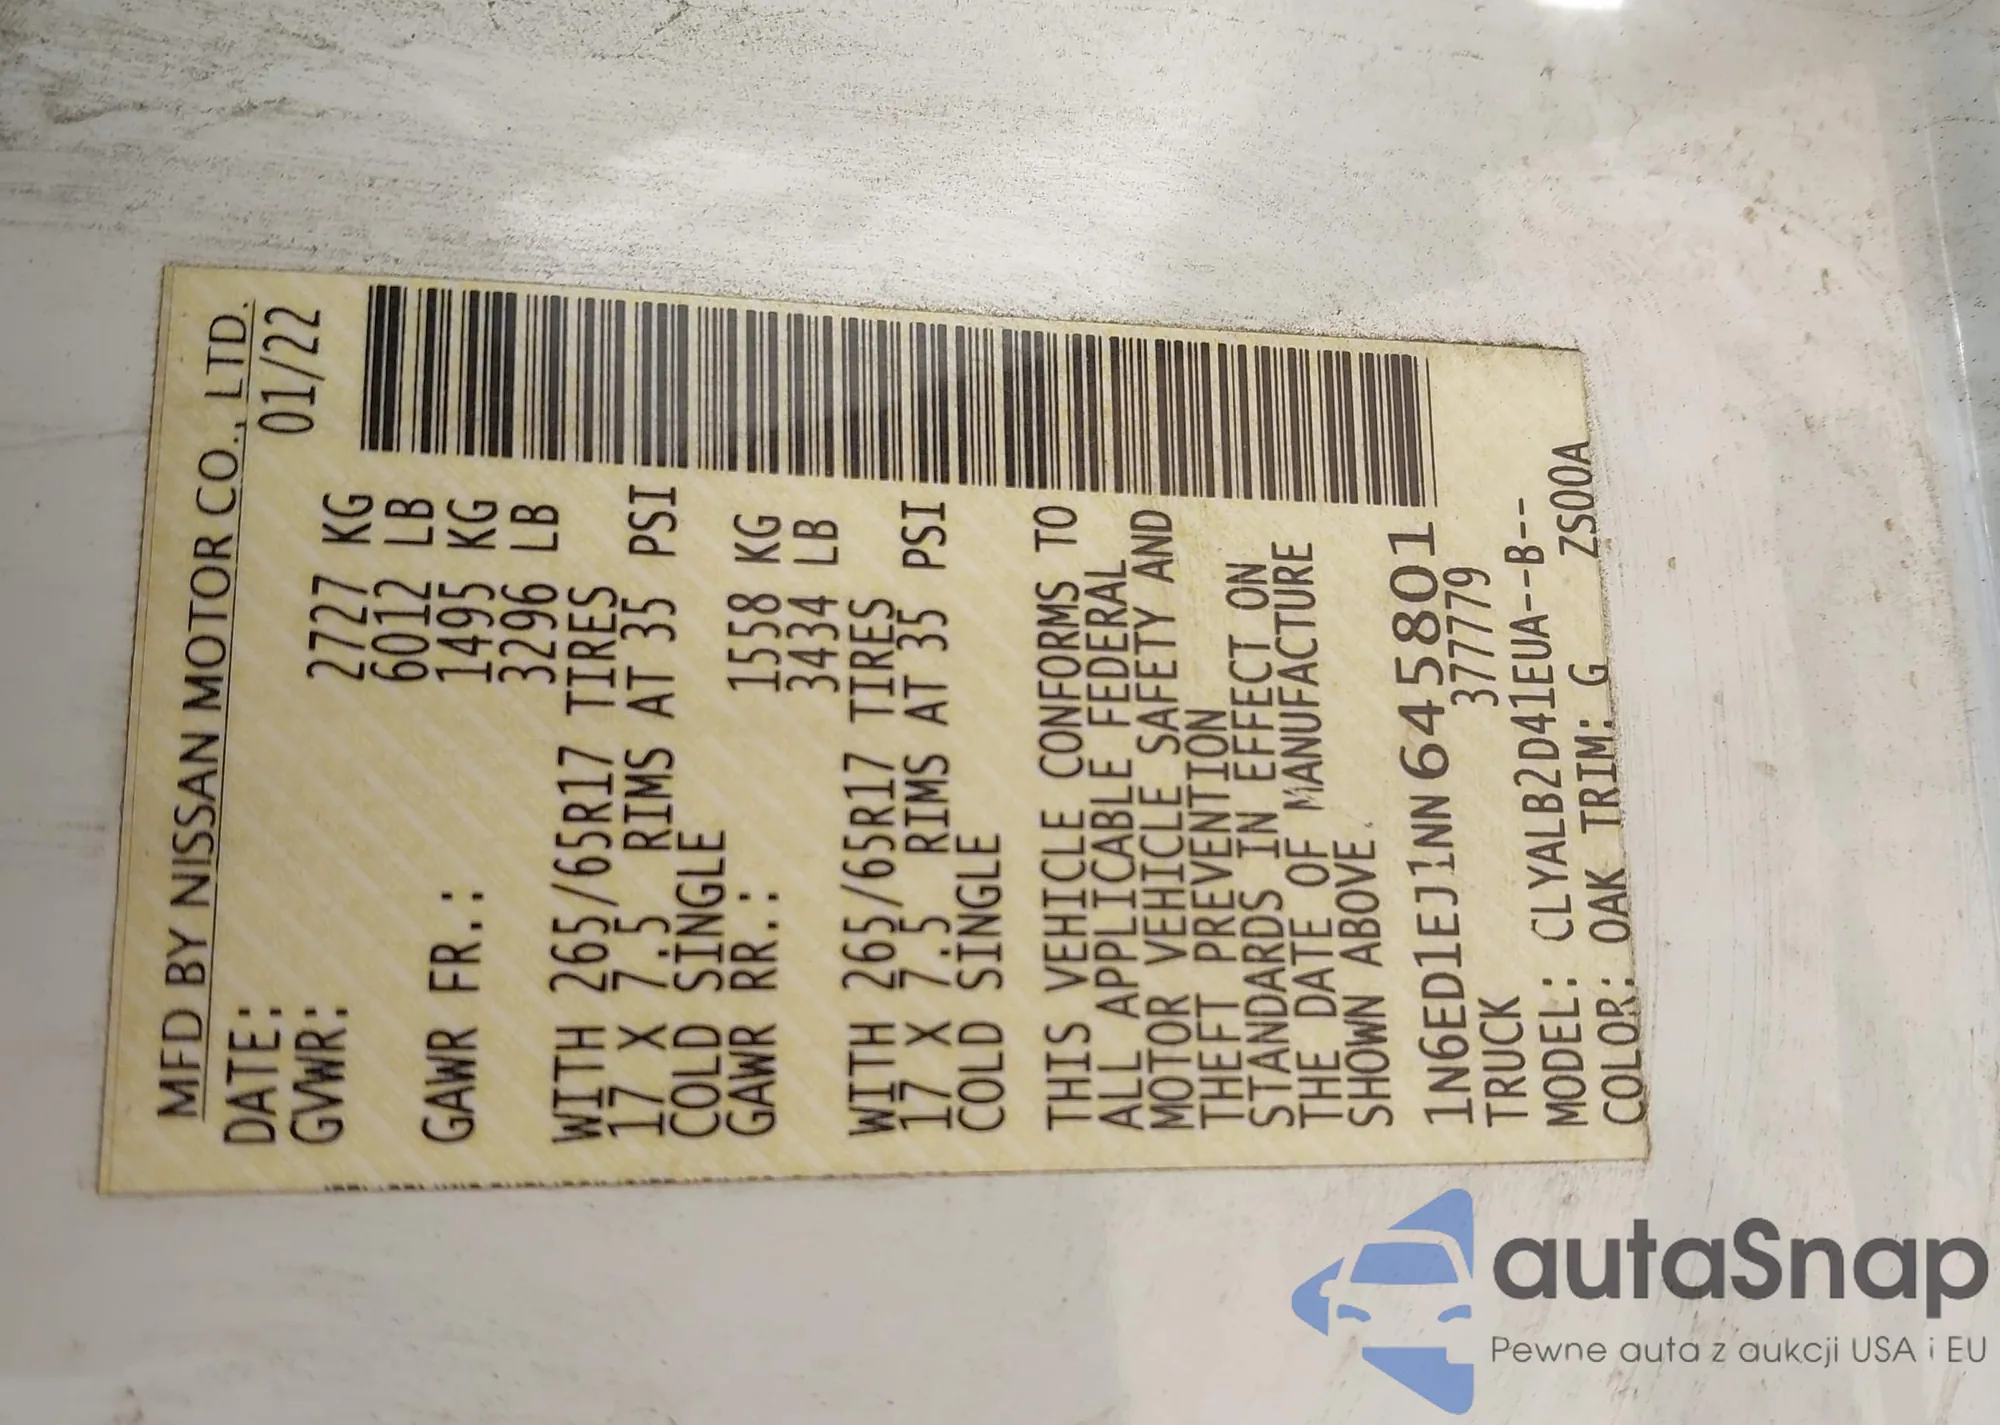 MFD BY NISSAN MOTOR CO., LTD.
DATE: 01/22
GVWR: 2727 KG
6012 LB
GAWR FR.: 1495 KG
3296 LB
WITH 265/65R17 TIRES
17 X 7.5 RIMS AT 35 PSI
COLD SINGLE
GAWR RR.: 1558 KG
3434 LB
WITH 265/65R17 TIRES
17 X 7.5 RIMS AT 35 PSI
COLD SINGLE
THIS VEHICLE CONFORMS TO
ALL APPLICABLE FEDERAL
MOTOR VEHICLE SAFETY AND
THEFT PREVENTION
STANDARDS IN EFFECT ON
THE DATE OF MANUFACTURE
SHOWN ABOVE.
1N6ED1EJ1NN645801
TRUCK 377779
MODEL: CLYALB2D41EUA--B--
COLOR: OAK TRIM: G ZS00A
autaSnap
Pewne auta z aukcji USA i EU